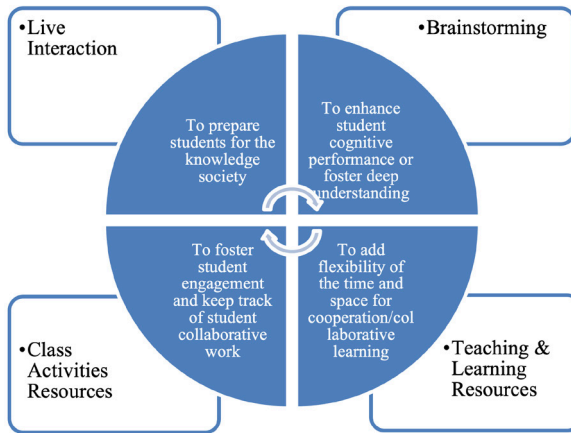 •Live
Interaction
•Brainstorming
To prepare
students for the
knowledge
society
To enhance
student
cognitive
performance or
foster deep
understanding
To foster
student
engagement
and keep track
of student
collaborative
work
To add
flexibility of
the time and
space for
cooperation/col
laborative
learning
•Class
Activities
Resources
•Teaching &
Learning
Resources